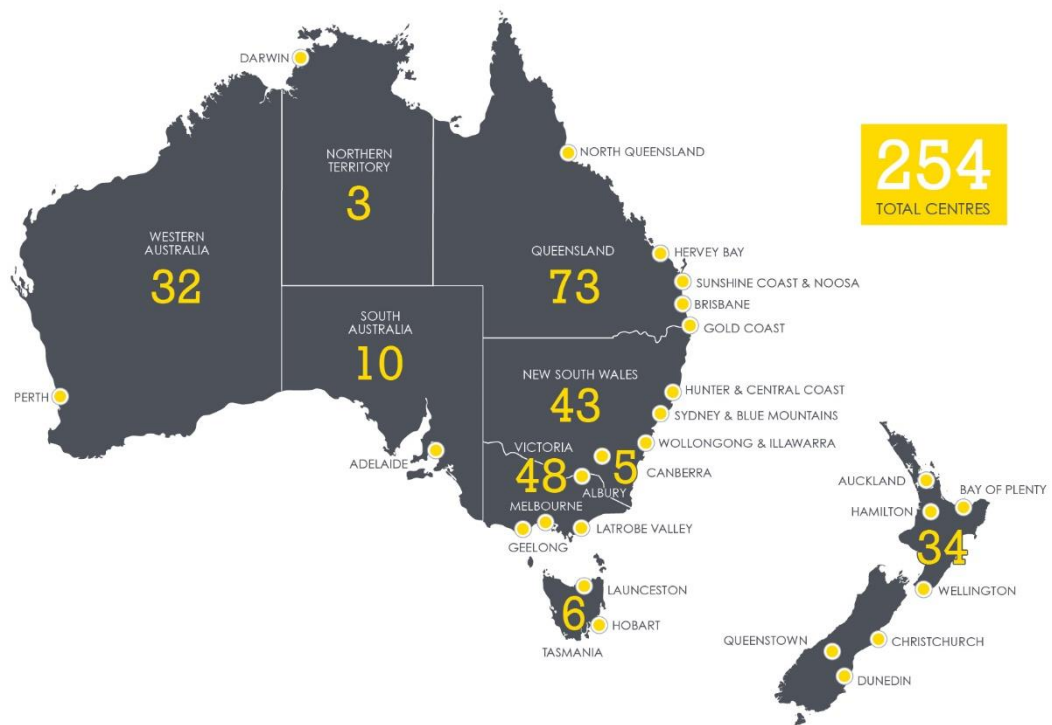 DARWIN
NORTHERN
TERRITORY
3
NORTH QUEENSLAND
254
TOTAL CENTRES
WESTERN
AUSTRALIA
32
QUEENSLAND
73
HERVEY BAY
SUNSHINE COAST & NOOSA
BRISBANE
GOLD COAST
SOUTH
AUSTRALIA
10
NEW SOUTH WALES
43
PERTH
HUNTER & CENTRAL COAST
SYDNEY & BLUE MOUNTAINS
WOLLONGONG & ILLAWARRA
ADELAIDE
VICTORIA
48
5
CANBERRA
ALBURY
MELBOURNE
GEELONG
LATROBE VALLEY
LAUNCESTON
6
HOBART
TASMANIA
AUCKLAND
BAY OF PLENTY
HAMILTON
34
WELLINGTON
QUEENSTOWN
CHRISTCHURCH
DUNEDIN